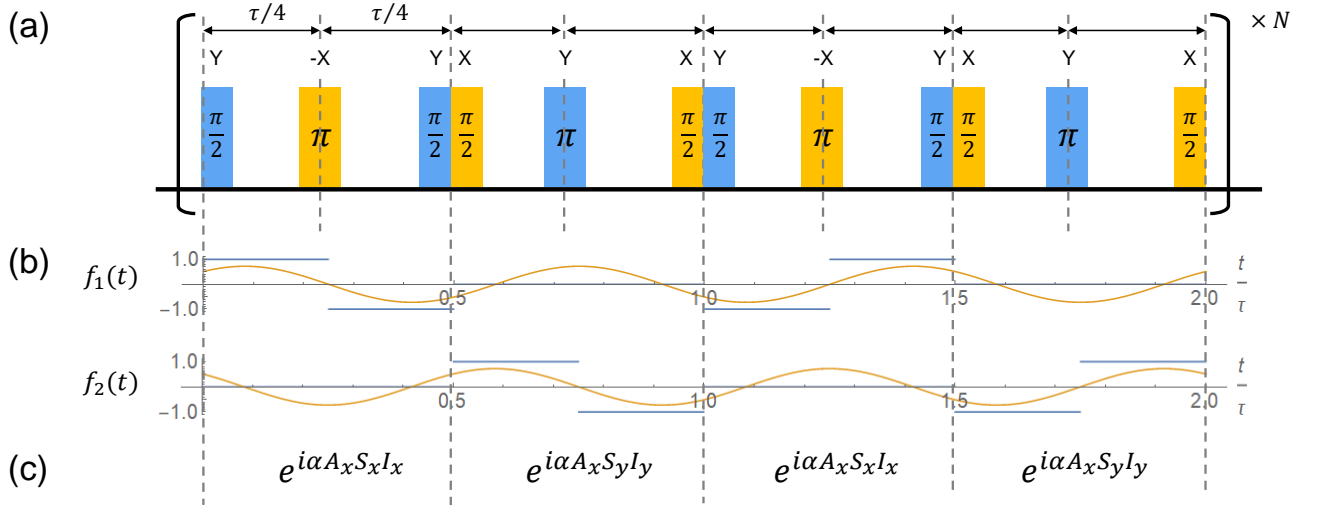 (a)
τ/4 τ/4
× N
Y -X Y X Y X Y -X Y X Y X
π/2 π π/2 π/2 π π/2 π/2 π π/2 π/2 π π/2
(b)
f₁(t)
1.0
−1.0
0.5 1.0 1.5 2.0
t/τ
f₂(t)
1.0
−1.0
0.5 1.0 1.5 2.0
t/τ
(c)
e^{iαA_xS_xI_x} e^{iαA_xS_yI_y} e^{iαA_xS_xI_x} e^{iαA_xS_yI_y}